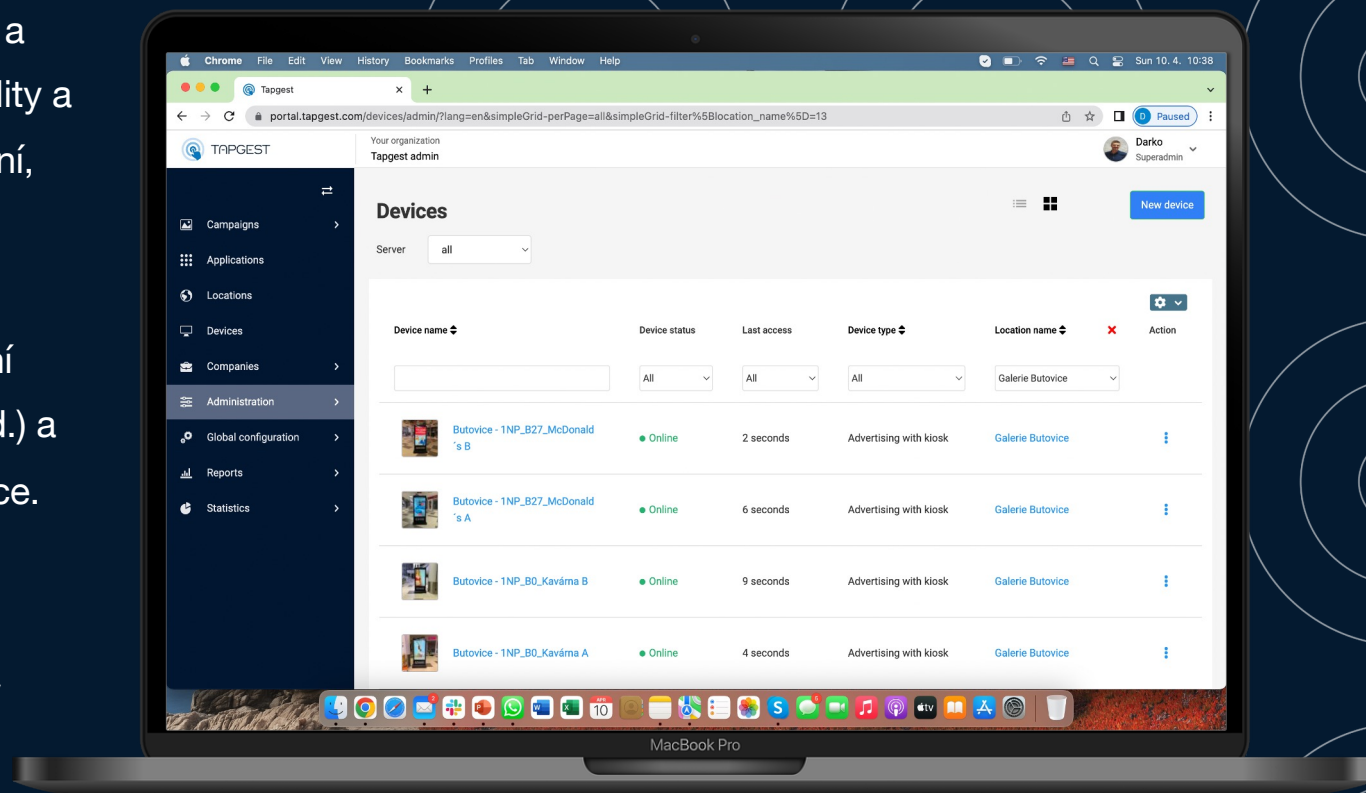 a
lity a
ní,
ní
d.) a
ce.
Chrome File Edit View History Bookmarks Profiles Tab Window Help
Sun 10. 4. 10:38
Tapgest
portal.tapgest.com/devices/admin/?lang=en&simpleGrid-perPage=all&simpleGrid-filter%5Blocation_name%5D=13
D Paused
TAPGEST
Your organization
Tapgest admin
Darko
Superadmin
Campaigns
Applications
Locations
Devices
Companies
Administration
Global configuration
Reports
Statistics
Devices
New device
Server all
Device name Device status Last access Device type Location name Action
All All All Galerie Butovice
Butovice - 1NP_B27_McDonald
´s B
Online 2 seconds Advertising with kiosk Galerie Butovice
Butovice - 1NP_B27_McDonald
´s A
Online 6 seconds Advertising with kiosk Galerie Butovice
Butovice - 1NP_B0_Kavárna B Online 9 seconds Advertising with kiosk Galerie Butovice
Butovice - 1NP_B0_Kavárna A Online 4 seconds Advertising with kiosk Galerie Butovice
10
tv
MacBook Pro